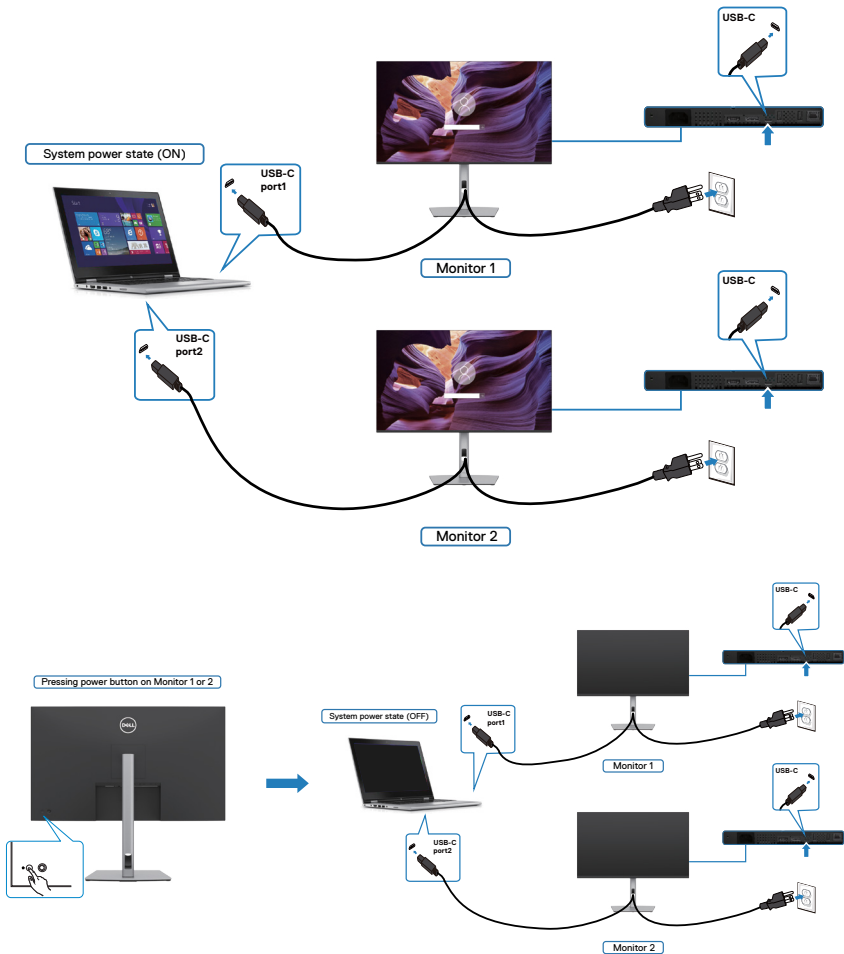 USB-C
System power state (ON)
USB-C
port1
Monitor 1
USB-C
USB-C
port2
Monitor 2
USB-C
Pressing power button on Monitor 1 or 2
DELL
System power state (OFF)
USB-C
port1
Monitor 1
USB-C
USB-C
port2
Monitor 2